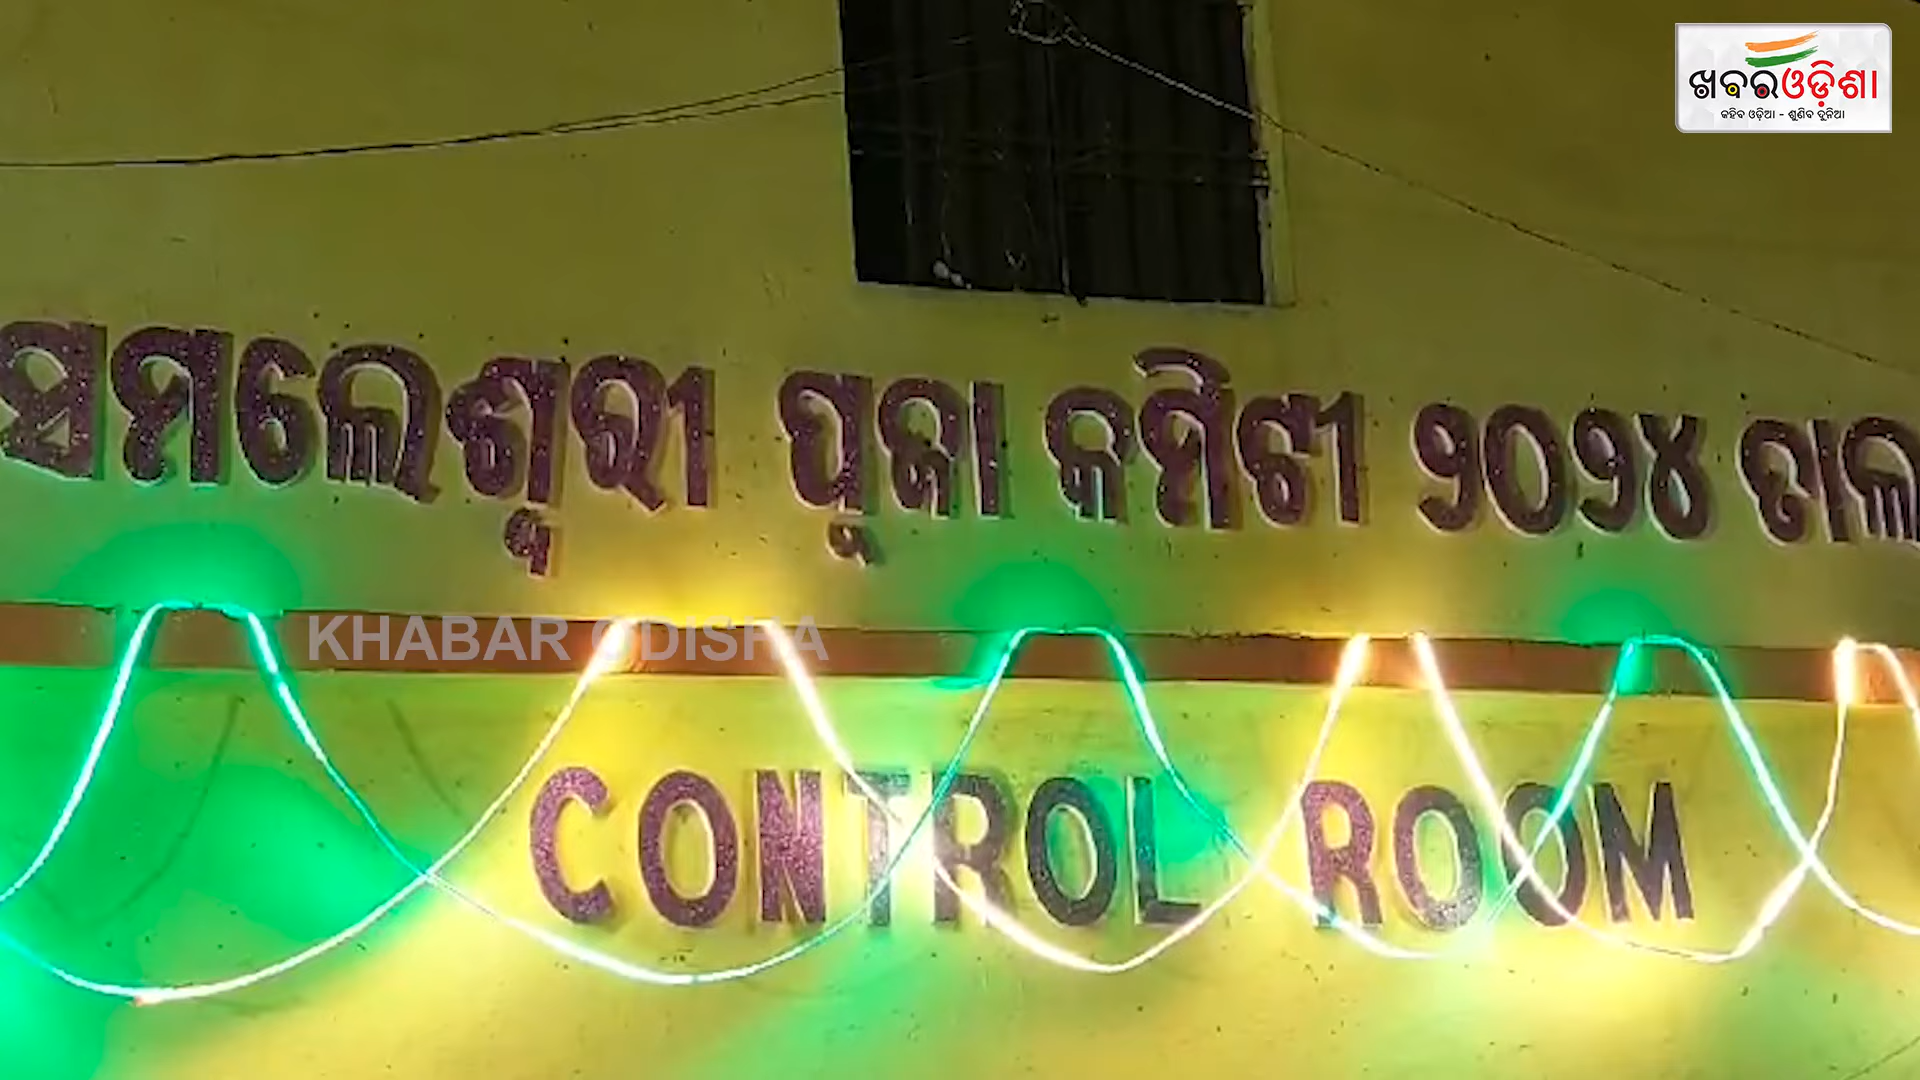 ଖବରଓଡ଼ିଶା
କହିବ ଓଡ଼ିଆ - ଶୁଣିବ ଦୁନିଆ
ସମଲେଶ୍ୱରୀ ପୂଜା କମିଟୀ ୨୦୨୪
KHABAR ODISHA
CONTROL ROOM